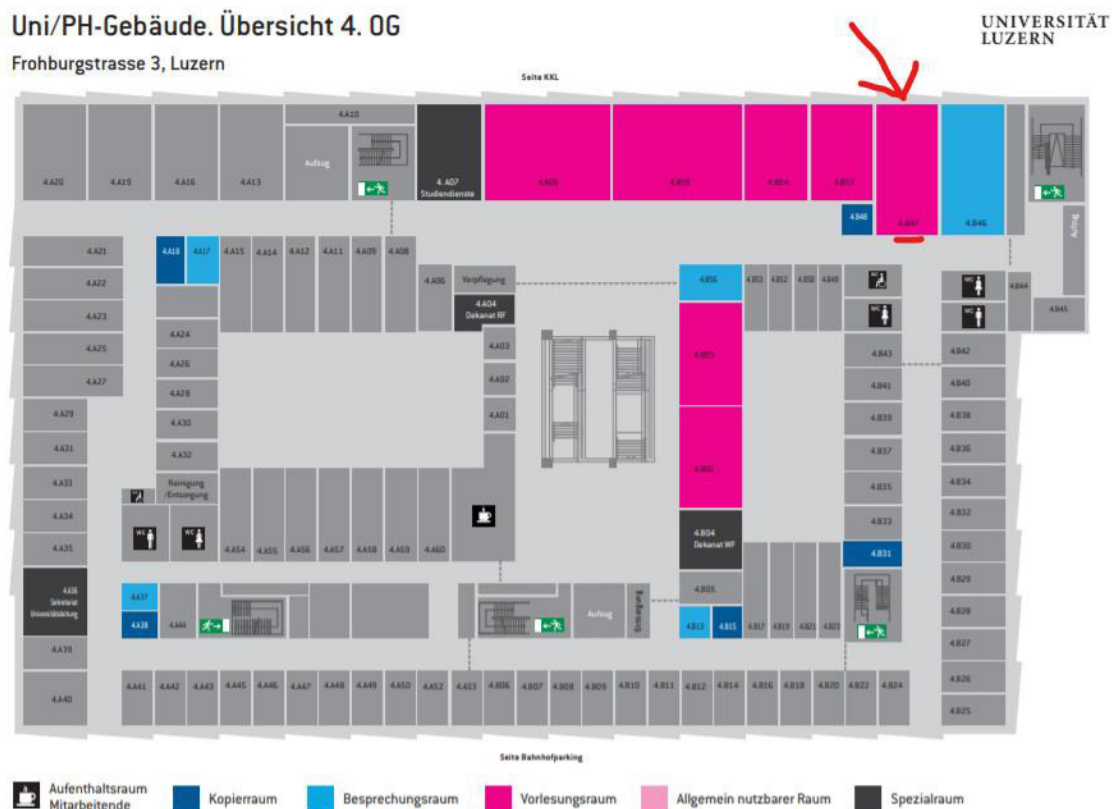 Uni/PH-Gebäude. Übersicht 4. OG
UNIVERSITÄT
LUZERN
Frohburgstrasse 3, Luzern
Seite KKL
4.A10
Aufzug
4.A20
4.A19
4.A16
4.A13
4. A07
Studiendienste
4.B48
4.B47
4.B46
Aufzug
4.A21
4.A18
4.A17
4.A15
4.A14
4.A12
4.A11
4.A09
4.A08
4.A22
4.A06
Verpflegung
4.B56
4.B49
4.B44
4.A23
4.A04
Dekanat RF
4.B45
4.A24
4.A25
4.A03
4.B01
4.B43
4.B42
4.A26
4.A27
4.A02
4.B41
4.B40
4.A28
4.A29
4.A30
4.A01
4.B39
4.B38
4.A31
4.A32
4.B02
4.B37
4.B36
4.A33
Reinigung
/Entsorgung
4.B35
4.B34
4.A34
WC
WC
4.B33
4.B32
4.A35
4.A54
4.A55
4.A56
4.A57
4.A58
4.A59
4.A60
4.B04
Dekanat WF
4.B31
4.B30
4.A36
Sekretariat
Universitätsleitung
4.A37
4.B05
4.B29
4.A38
4.A44
Aufzug
4.B13
4.B15
4.B17
4.B19
4.B21
4.B23
4.B28
4.A39
4.B27
4.A40
4.A41
4.A42
4.A43
4.A45
4.A46
4.A47
4.A48
4.A49
4.A50
4.A52
4.A53
4.B06
4.B07
4.B08
4.B09
4.B10
4.B11
4.B12
4.B14
4.B16
4.B18
4.B20
4.B22
4.B24
4.B26
4.B25
Seite Bahnhofparking
Aufenthaltsraum
Mitarbeitende
Kopierraum
Besprechungsraum
Vorlesungsraum
Allgemein nutzbarer Raum
Spezialraum